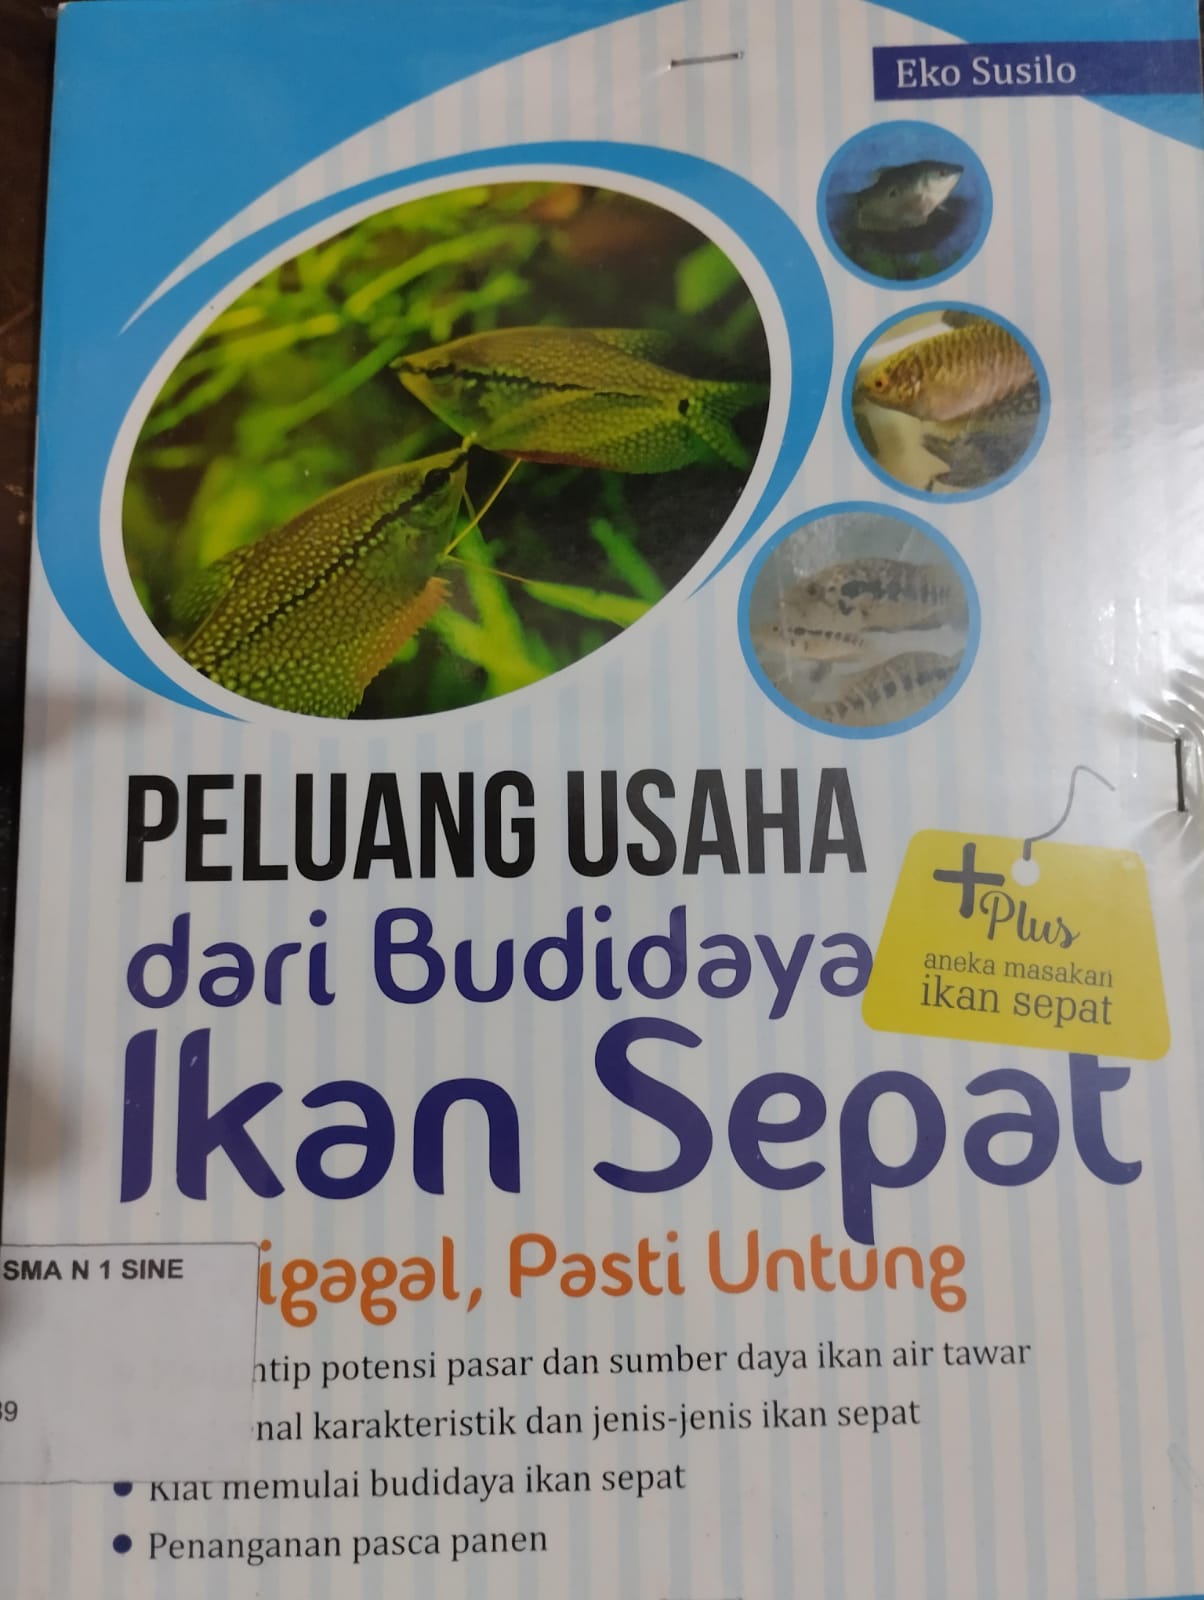 Eko Susilo
PELUANG USAHA
dari Budidaya
Ikan Sepat
+Plus
aneka masakan
ikan sepat
igagal, Pasti Untung
SMA N 1 SINE
39
ntip potensi pasar dan sumber daya ikan air tawar
nal karakteristik dan jenis-jenis ikan sepat
• Kiat memulai budidaya ikan sepat
• Penanganan pasca panen